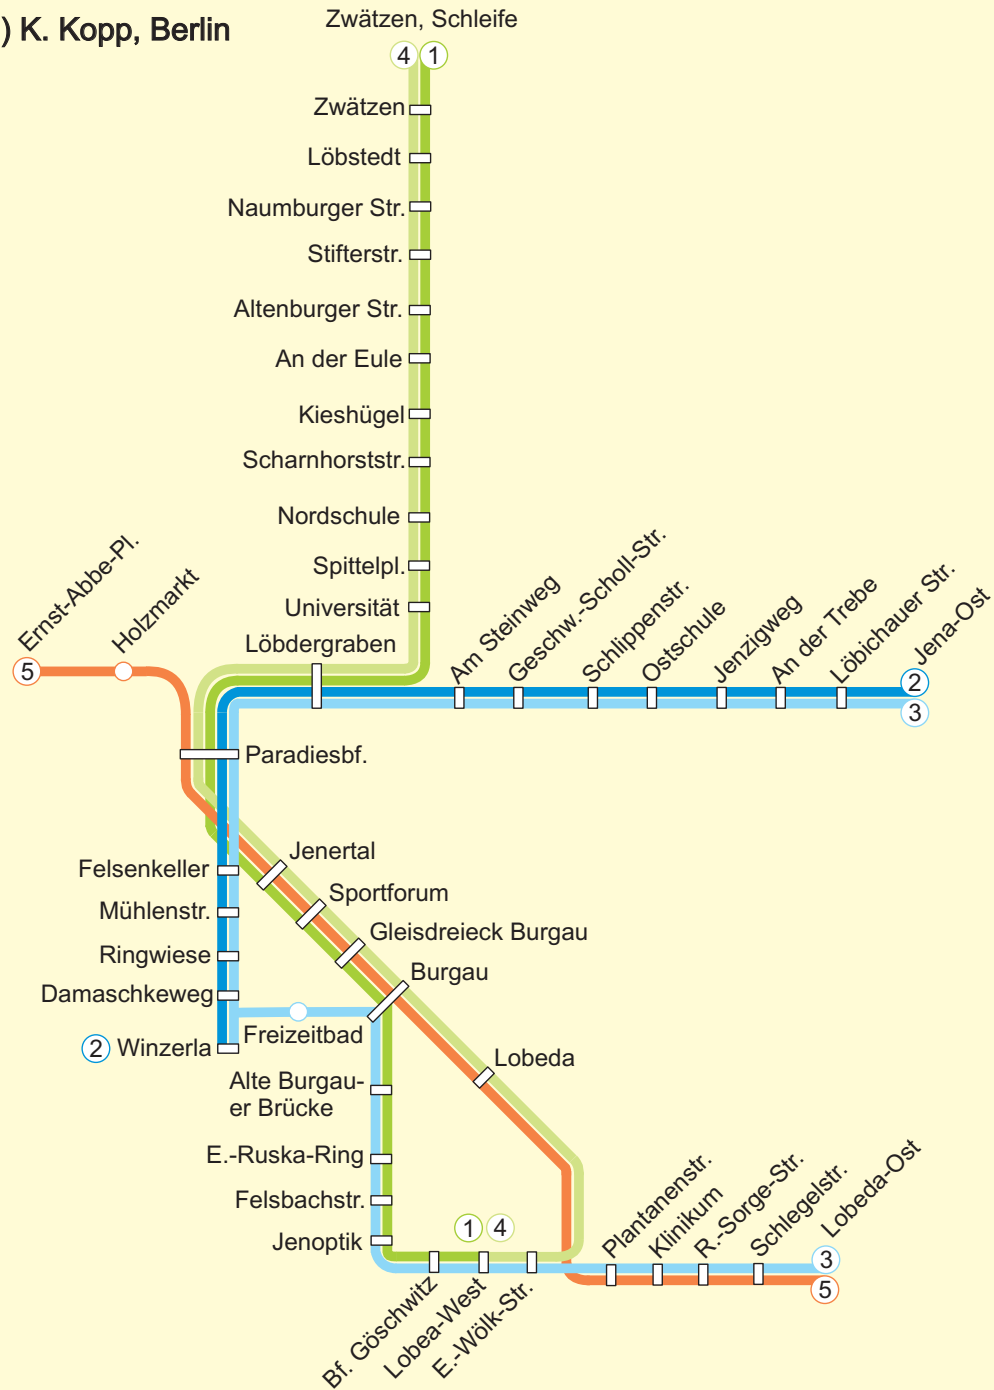 ) K. Kopp, Berlin
Zwätzen, Schleife
4 1
Zwätzen
Löbstedt
Naumburger Str.
Stifterstr.
Altenburger Str.
An der Eule
Kieshügel
Scharnhorststr.
Nordschule
Spittelpl.
Universität
Löbdergraben
Ernst-Abbe-Pl.
Holzmarkt
5
Am Steinweg
Geschw.-Scholl-Str.
Schlippenstr.
Ostschule
Jenzigweg
An der Trebe
Löbichauer Str.
Jena-Ost
2
3
Paradiesbf.
Felsenkeller
Mühlenstr.
Ringwiese
Damaschkeweg
2 Winzerla
Jenertal
Sportforum
Gleisdreieck Burgau
Burgau
Freizeitbad
Lobeda
Alte Burgau-
er Brücke
E.-Ruska-Ring
Felsbachstr.
Jenoptik
1 4
Bf. Göschwitz
Lobea-West
E.-Wölk-Str.
Plantanenstr.
Klinikum
R.-Sorge-Str.
Schlegelstr.
Lobeda-Ost
3
5